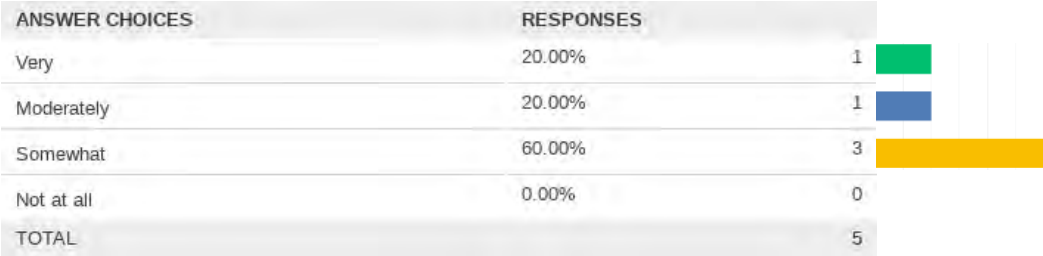 ANSWER CHOICES RESPONSES
Very 20.00% 1
Moderately 20.00% 1
Somewhat 60.00% 3
Not at all 0.00% 0
TOTAL 5